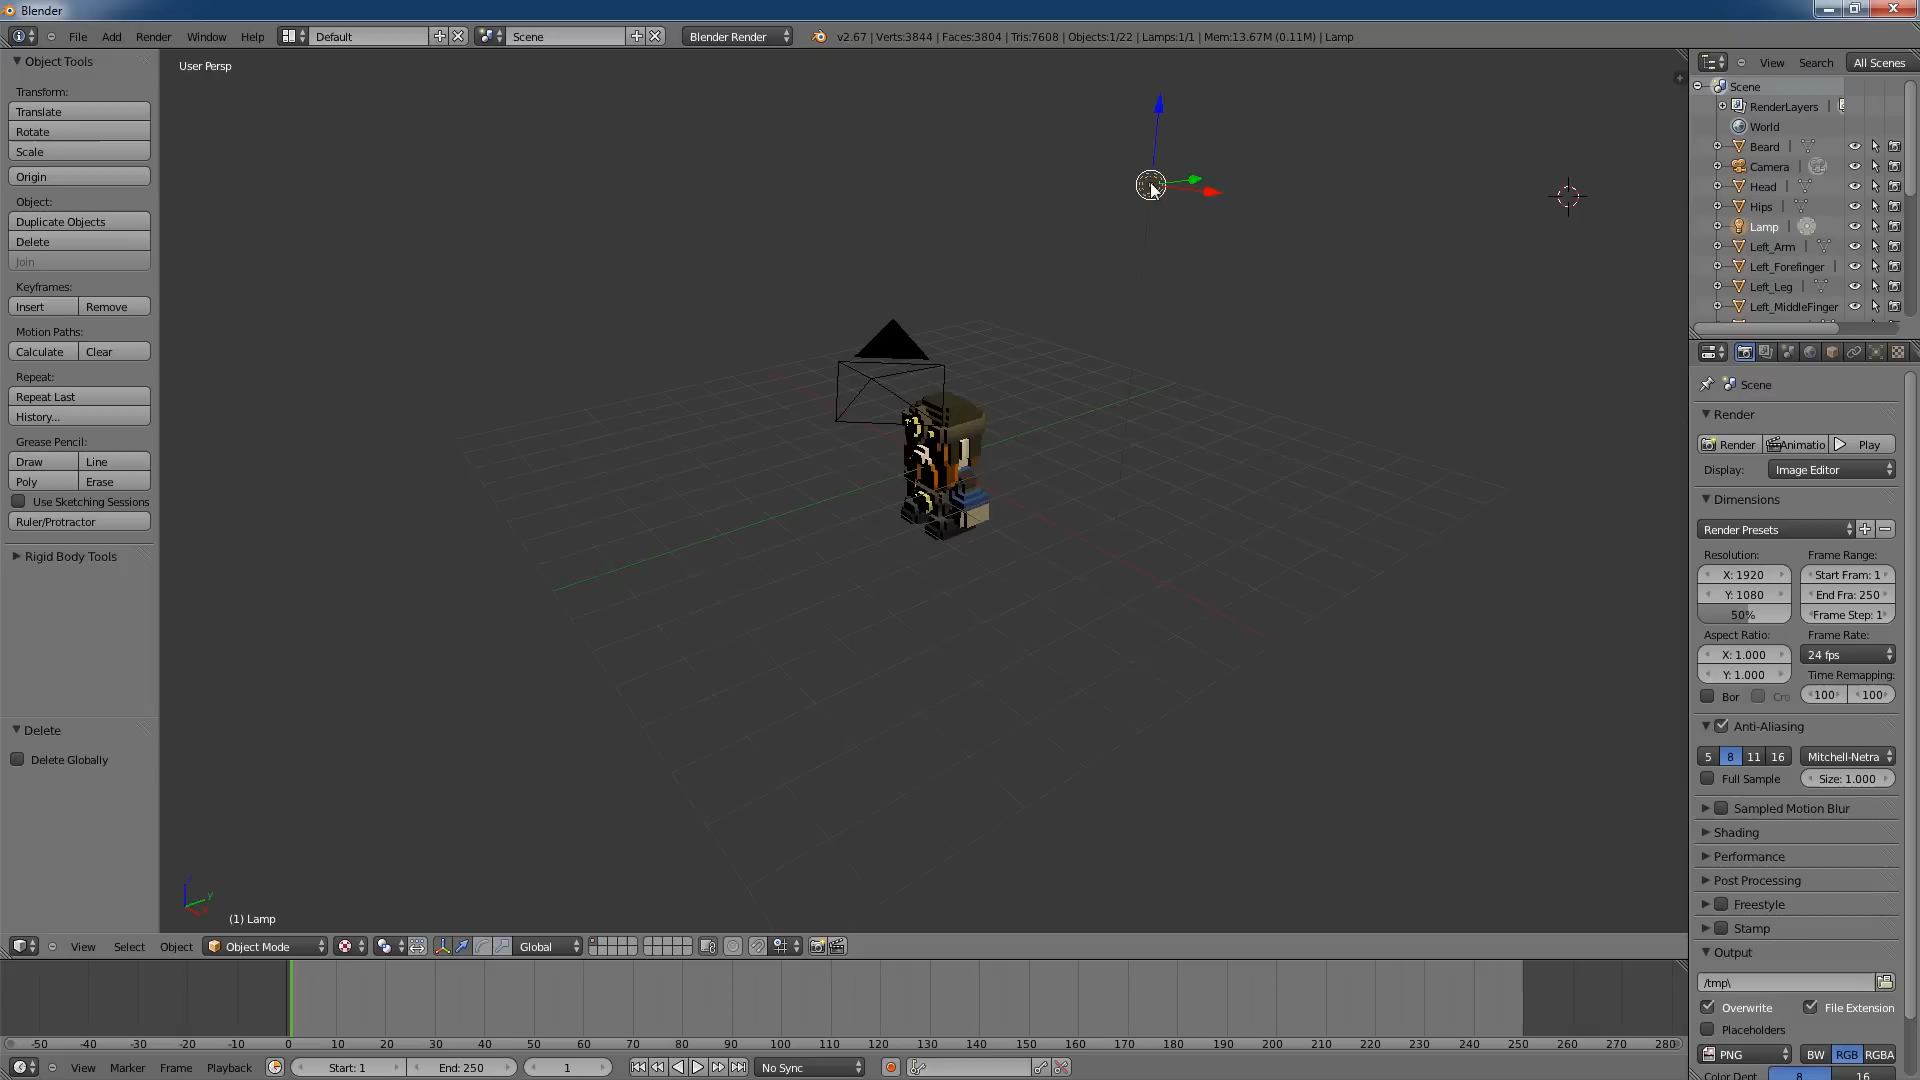 Blender
File Add Render Window Help Default Scene Blender Render v2.67 | Verts:3844 | Faces:3804 | Tris:7608 | Objects:1/22 | Lamps:1/1 | Mem:13.67M (0.11M) | Lamp
Object Tools
Transform:
Translate
Rotate
Scale
Origin
Object:
Duplicate Objects
Delete
Join
Keyframes:
Insert Remove
Motion Paths:
Calculate Clear
Repeat:
Repeat Last
History...
Grease Pencil:
Draw Line
Poly Erase
Use Sketching Sessions
Ruler/Protractor
Rigid Body Tools
Delete
Delete Globally
User Persp
(1) Lamp
View Search All Scenes
Scene
RenderLayers |
World
Beard |
Camera |
Head |
Hips |
Lamp |
Left_Arm |
Left_Forefinger |
Left_Leg |
Left_MiddleFinger
Scene
Render
Render Animatio Play
Display: Image Editor
Dimensions
Render Presets
Resolution: Frame Range:
X: 1920 Start Fram: 1
Y: 1080 End Fra: 250
50% Frame Step: 1
Aspect Ratio: Frame Rate:
X: 1.000 24 fps
Y: 1.000 Time Remapping:
Bor Cro 100 100
Anti-Aliasing
5 8 11 16 Mitchell-Netra
Full Sample Size: 1.000
Sampled Motion Blur
Shading
Performance
Post Processing
Freestyle
Stamp
Output
/tmp\
Overwrite File Extension
Placeholders
PNG BW RGB RGBA
8 16
View Select Object Object Mode Global
-50 -40 -30 -20 -10 0 10 20 30 40 50 60 70 80 90 100 110 120 130 140 150 160 170 180 190 200 210 220 230 240 250 260 270 280
View Marker Frame Playback Start: 1 End: 250 1 No Sync